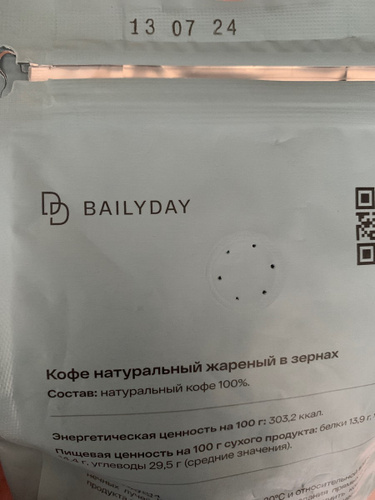 13 07 24
BAILYDAY
Кофе натуральный жареный в зернах
Состав: натуральный кофе 100%.
Энергетическая ценность на 100 г: 303,2 ккал.
Пищевая ценность на 100 г сухого продукта: белки 13,9 г,
г, углеводы 29,5 г (средние значения).
относительной